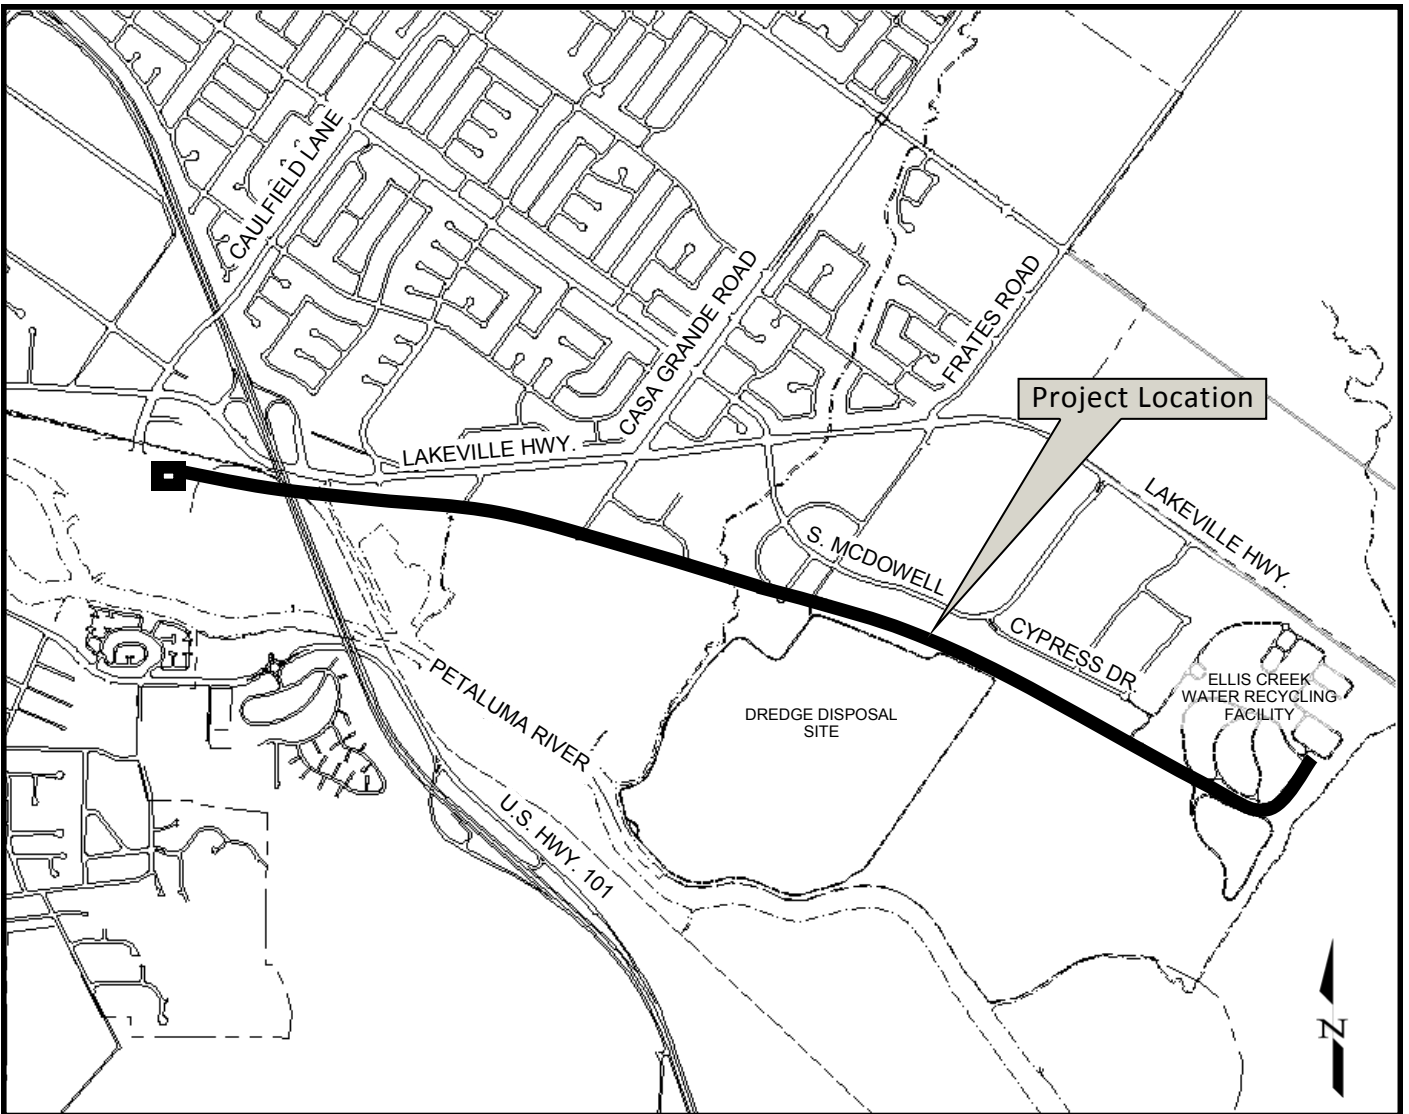 CAULFIELD LANE
CASA GRANDE ROAD
FRATES ROAD
Project Location
LAKEVILLE HWY.
LAKEVILLE HWY.
S. MCDOWELL
CYPRESS DR.
ELLIS CREEK
WATER RECYCLING
FACILITY
PETALUMA RIVER
DREDGE DISPOSAL
SITE
U.S. HWY. 101
N